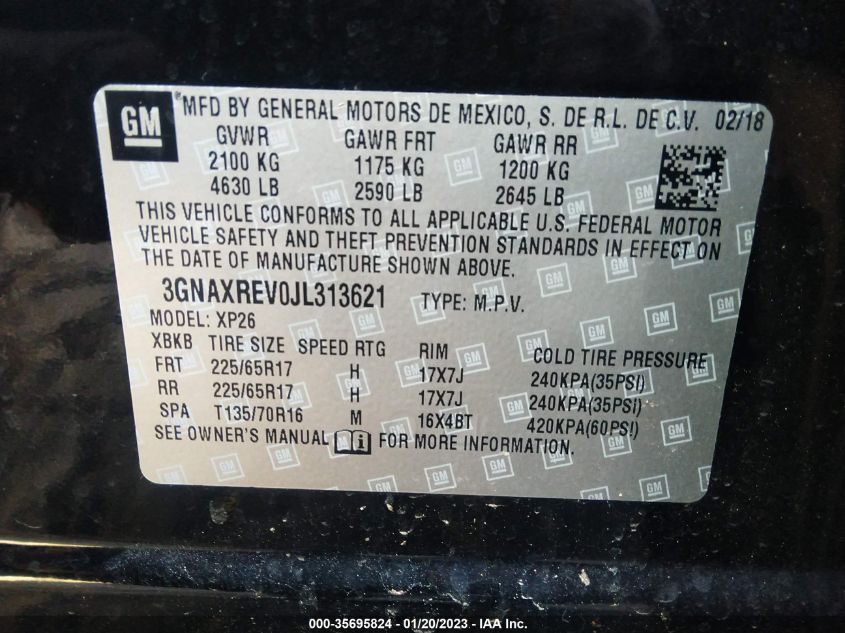 GM
MFD BY GENERAL MOTORS DE MEXICO, S. DE R.L. DE C.V. 02/18
GVWR GAWR FRT GAWR RR
2100 KG 1175 KG 1200 KG
4630 LB 2590 LB 2645 LB
THIS VEHICLE CONFORMS TO ALL APPLICABLE U.S. FEDERAL MOTOR
VEHICLE SAFETY AND THEFT PREVENTION STANDARDS IN EFFECT ON
THE DATE OF MANUFACTURE SHOWN ABOVE.
3GNAXREV0JL313621 TYPE: M.P.V.
MODEL: XP26
XBKB TIRE SIZE SPEED RTG RIM COLD TIRE PRESSURE
FRT 225/65R17 H 17X7J 240KPA(35PSI)
RR 225/65R17 H 17X7J 240KPA(35PSI)
SPA T135/70R16 M 16X4BT 420KPA(60PSI)
SEE OWNER'S MANUAL FOR MORE INFORMATION.
000-35695824 - 01/20/2023 - IAA Inc.